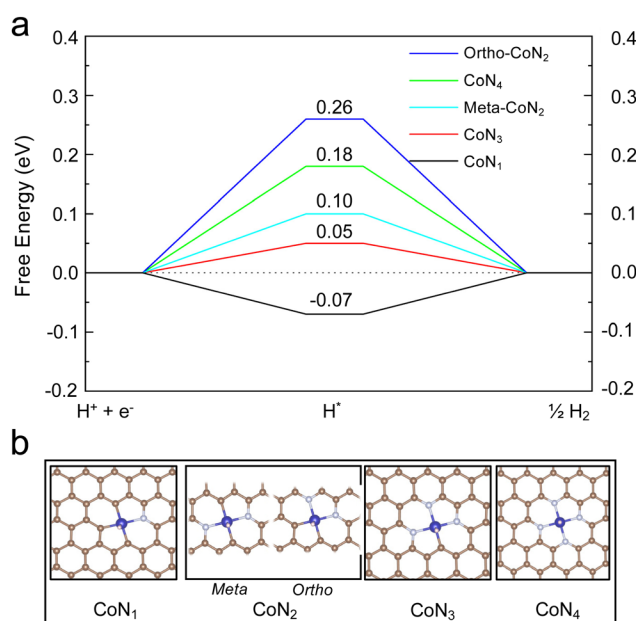 a
0.4
0.3
0.2
0.1
0.0
-0.1
-0.2
Free Energy (eV)
Ortho-CoN₂
CoN₄
Meta-CoN₂
CoN₃
CoN₁
0.26
0.18
0.10
0.05
-0.07
0.4
0.3
0.2
0.1
0.0
-0.1
-0.2
H⁺ + e⁻ H* ½ H₂
b
Meta Ortho
CoN₁ CoN₂ CoN₃ CoN₄